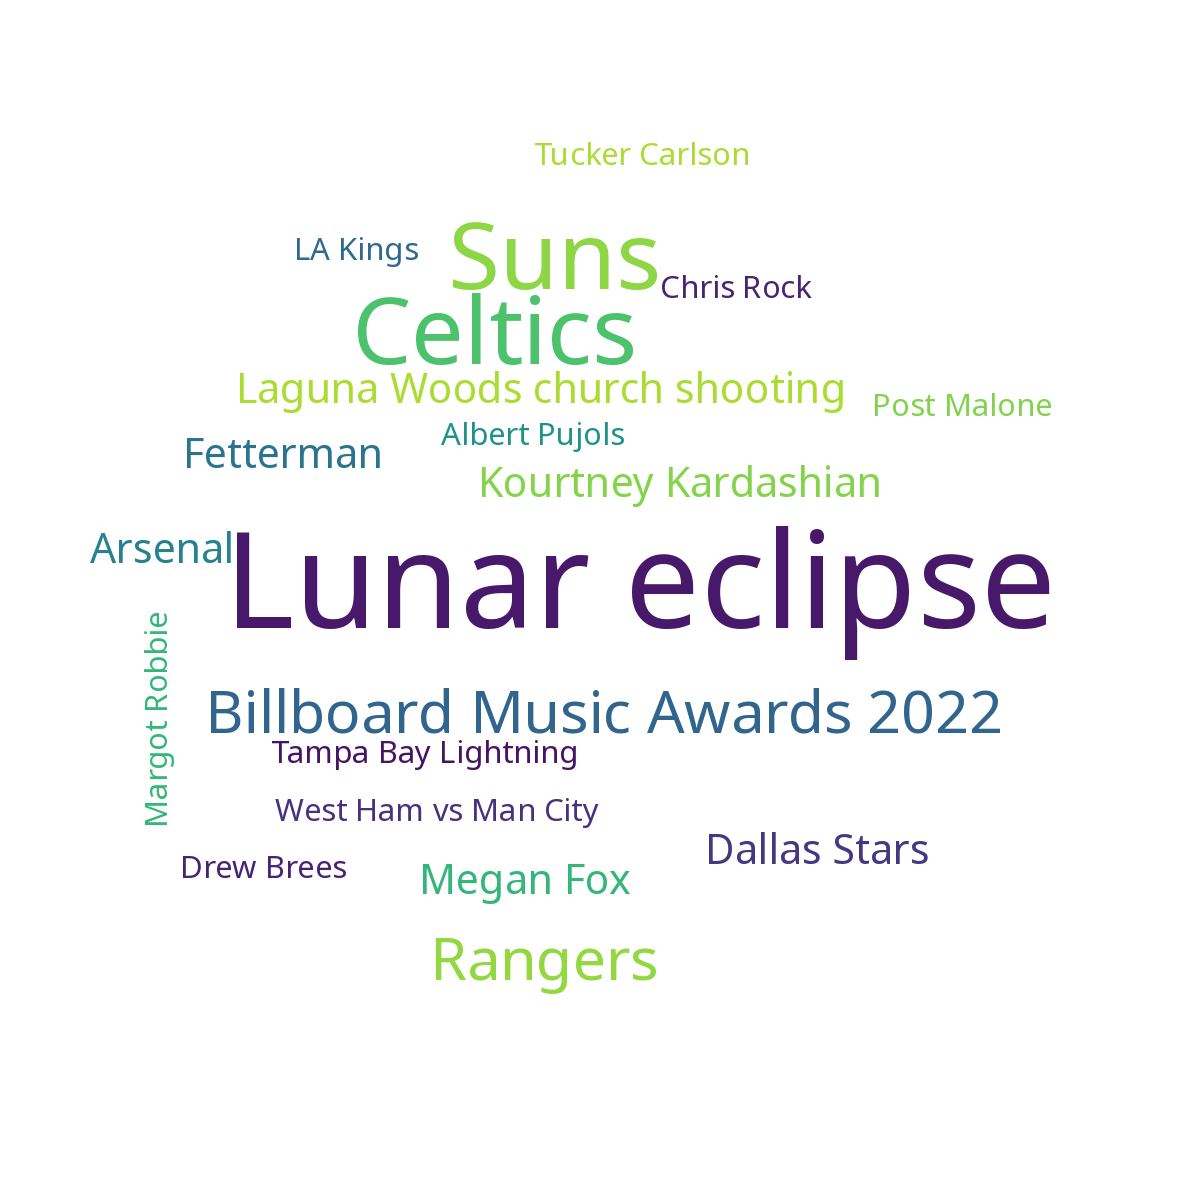 Tucker Carlson
Suns
LA Kings
Chris Rock
Celtics
Laguna Woods church shooting
Post Malone
Albert Pujols
Fetterman
Kourtney Kardashian
Arsenal
Lunar eclipse
Margot Robbie
Billboard Music Awards 2022
Tampa Bay Lightning
West Ham vs Man City
Dallas Stars
Drew Brees
Megan Fox
Rangers